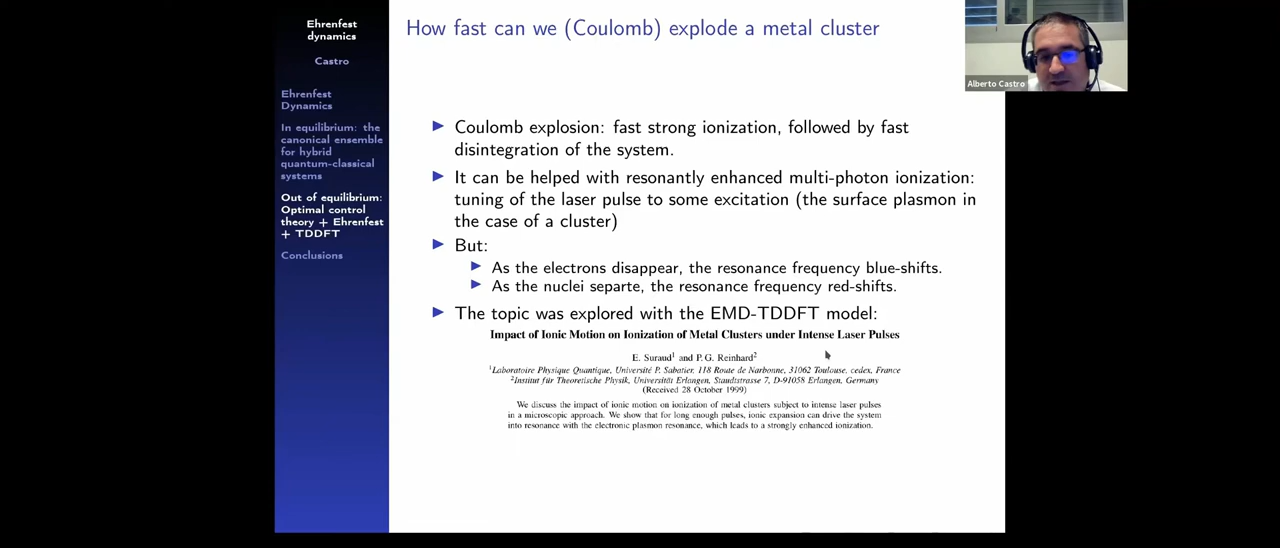 Ehrenfest
dynamics
Castro
Ehrenfest
Dynamics
In equilibrium: the
canonical ensemble
for hybrid
quantum-classical
systems
Out of equilibrium:
Optimal control
theory + Ehrenfest
+ TDDFT
Conclusions
How fast can we (Coulomb) explode a metal cluster
Alberto Castro
Coulomb explosion: fast strong ionization, followed by fast
disintegration of the system.
It can be helped with resonantly enhanced multi-photon ionization:
tuning of the laser pulse to some excitation (the surface plasmon in
the case of a cluster)
But:
As the electrons disappear, the resonance frequency blue-shifts.
As the nuclei separte, the resonance frequency red-shifts.
The topic was explored with the EMD-TDDFT model:
Impact of Ionic Motion on Ionization of Metal Clusters under Intense Laser Pulses
E. Suraud¹ and P. G. Reinhard²
¹Laboratoire Physique Quantique, Université P. Sabatier, 118 Route de Narbonne, 31062 Toulouse, cedex, France
²Institut für Theoretische Physik, Universität Erlangen, Staudtstrasse 7, D-91058 Erlangen, Germany
(Received 28 October 1999)
We discuss the impact of ionic motion on ionization of metal clusters subject to intense laser pulses
in a microscopic approach. We show that for long enough pulses, ionic expansion can drive the system
into resonance with the electronic plasmon resonance, which leads to a strongly enhanced ionization.